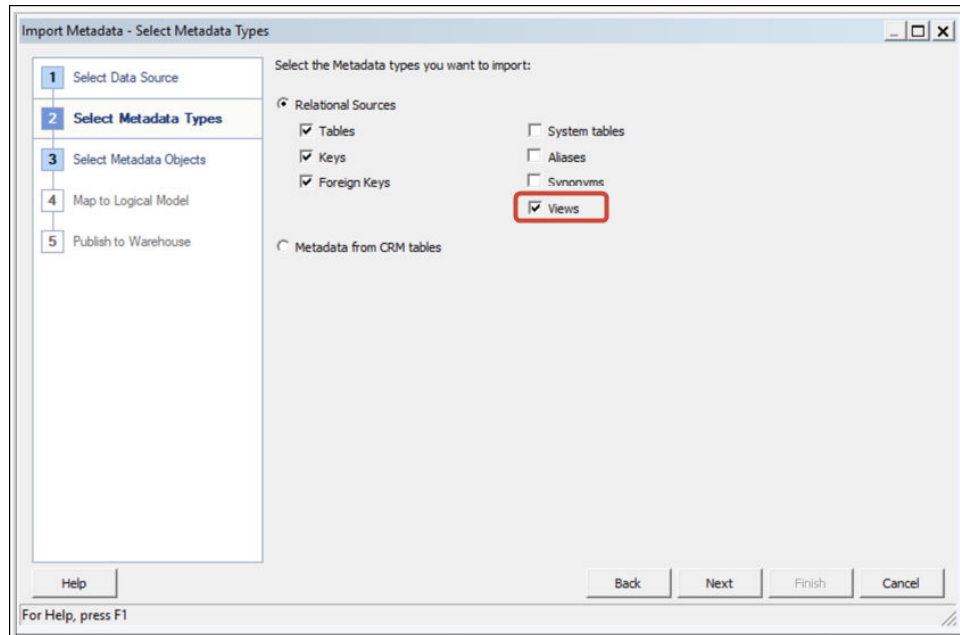 Import Metadata - Select Metadata Types
1 Select Data Source
2 Select Metadata Types
3 Select Metadata Objects
4 Map to Logical Model
5 Publish to Warehouse
Select the Metadata types you want to import:
Relational Sources
Tables
System tables
Keys
Aliases
Foreign Keys
Synonyms
Views
Metadata from CRM tables
Help
Back
Next
Finish
Cancel
For Help, press F1